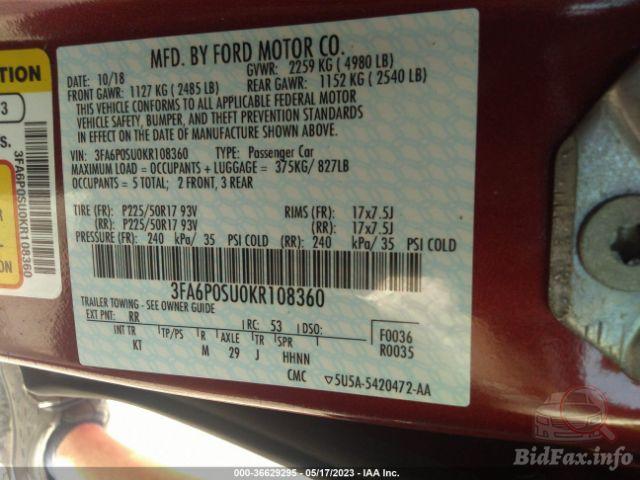 MFD. BY FORD MOTOR CO.
DATE: 10/18 GVWR: 2259 KG ( 4980 LB)
FRONT GAWR: 1127 KG ( 2485 LB) REAR GAWR: 1152 KG ( 2540 LB)
THIS VEHICLE CONFORMS TO ALL APPLICABLE FEDERAL MOTOR
VEHICLE SAFETY, BUMPER, AND THEFT PREVENTION STANDARDS
IN EFFECT ON THE DATE OF MANUFACTURE SHOWN ABOVE.
VIN: 3FA6P0SU0KR108360 TYPE: Passenger Car
MAXIMUM LOAD = OCCUPANTS + LUGGAGE = 375KG/ 827LB
OCCUPANTS = 5 TOTAL; 2 FRONT, 3 REAR
TIRE (FR): P225/50R17 93V RIMS (FR): 17x7.5J
(RR): P225/50R17 93V (RR): 17x7.5J
PRESSURE (FR): 240 kPa/ 35 PSI COLD (RR): 240 kPa/ 35 PSI COLD
3FA6P0SU0KR108360
TRAILER TOWING - SEE OWNER GUIDE
EXT PNT: RR RC: 53 DSO: F0036
INT TR TP/PS R AXLE TR SPR R0035
KT M 29 J HHNN
CMC ▽5U5A-5420472-AA
TION
3
S.
3FA6P0SU0KR108360
ON
BidFax.info
000-36629295 - 05/17/2023 - IAA Inc.